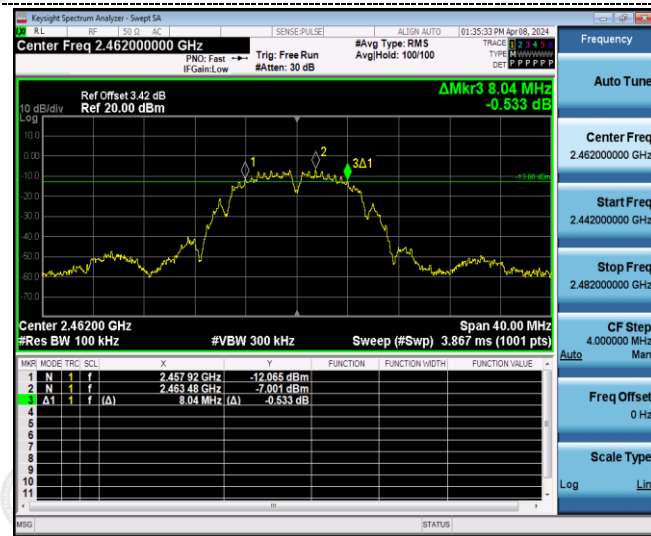 Keysight Spectrum Analyzer - Swept SA
RL RF 50 Ω AC SENSE:PULSE ALIGN AUTO 01:35:33 PM Apr 08, 2024
Center Freq 2.462000000 GHz
PNO: Fast
IFGain:Low
Trig: Free Run
#Atten: 30 dB
#Avg Type: RMS
Avg|Hold: 100/100
TRACE 1 2 3 4 5 6
TYPE M W W W W W
DET P P P P P P
Ref Offset 3.42 dB
Ref 20.00 dBm
ΔMkr3 8.04 MHz
-0.533 dB
10 dB/div
Log
10.0
0.00
-10.0
-20.0
-30.0
-40.0
-50.0
-60.0
-70.0
1
2
3Δ1
-13.00 dBm
Center 2.46200 GHz Span 40.00 MHz
#Res BW 100 kHz #VBW 300 kHz Sweep (#Swp) 3.867 ms (1001 pts)
MKR MODE TRC SCL X Y FUNCTION FUNCTION WIDTH FUNCTION VALUE
1 N 1 f 2.457 92 GHz -12.065 dBm
2 N 1 f 2.463 48 GHz -7.001 dBm
3 Δ1 1 f (Δ) 8.04 MHz (Δ) -0.533 dB
4
5
6
7
8
9
10
11
MSG STATUS
Frequency
Auto Tune
Center Freq
2.462000000 GHz
Start Freq
2.442000000 GHz
Stop Freq
2.482000000 GHz
CF Step
4.000000 MHz
Auto Man
Freq Offset
0 Hz
Scale Type
Log Lin